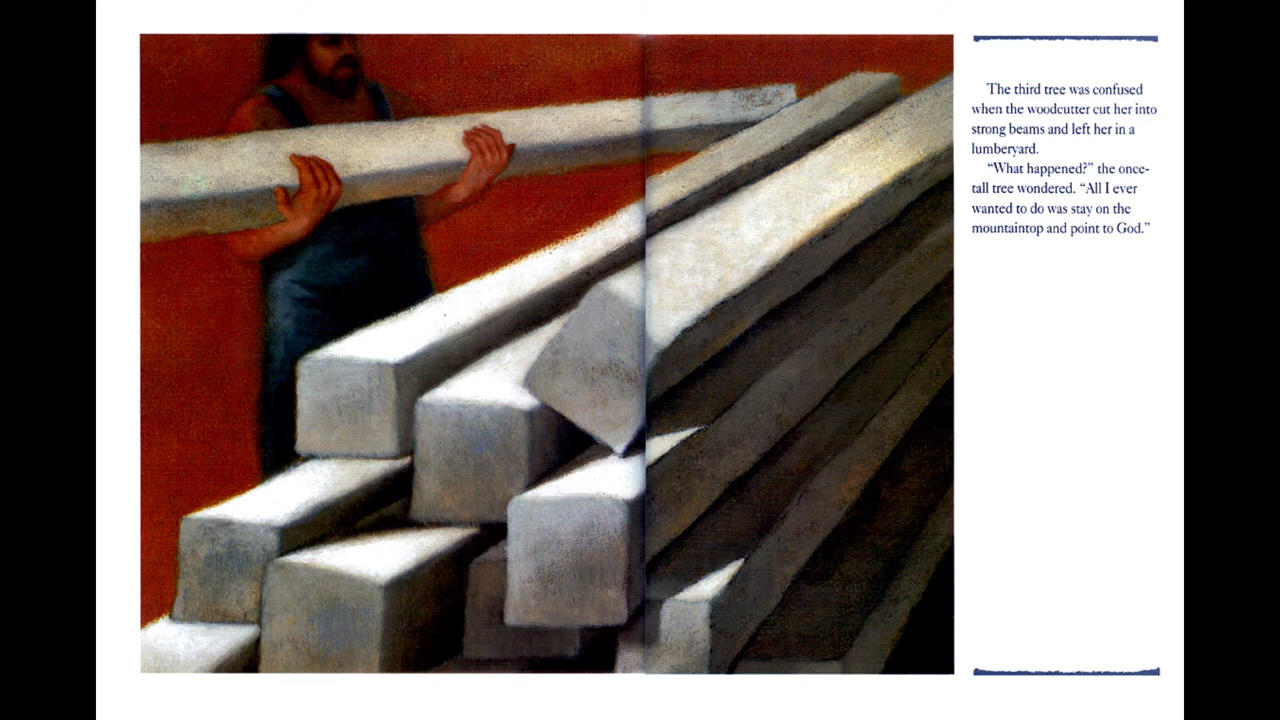 The third tree was confused
when the woodcutter cut her into
strong beams and left her in a
lumberyard.
“What happened?” the once-
tall tree wondered. “All I ever
wanted to do was stay on the
mountaintop and point to God.”